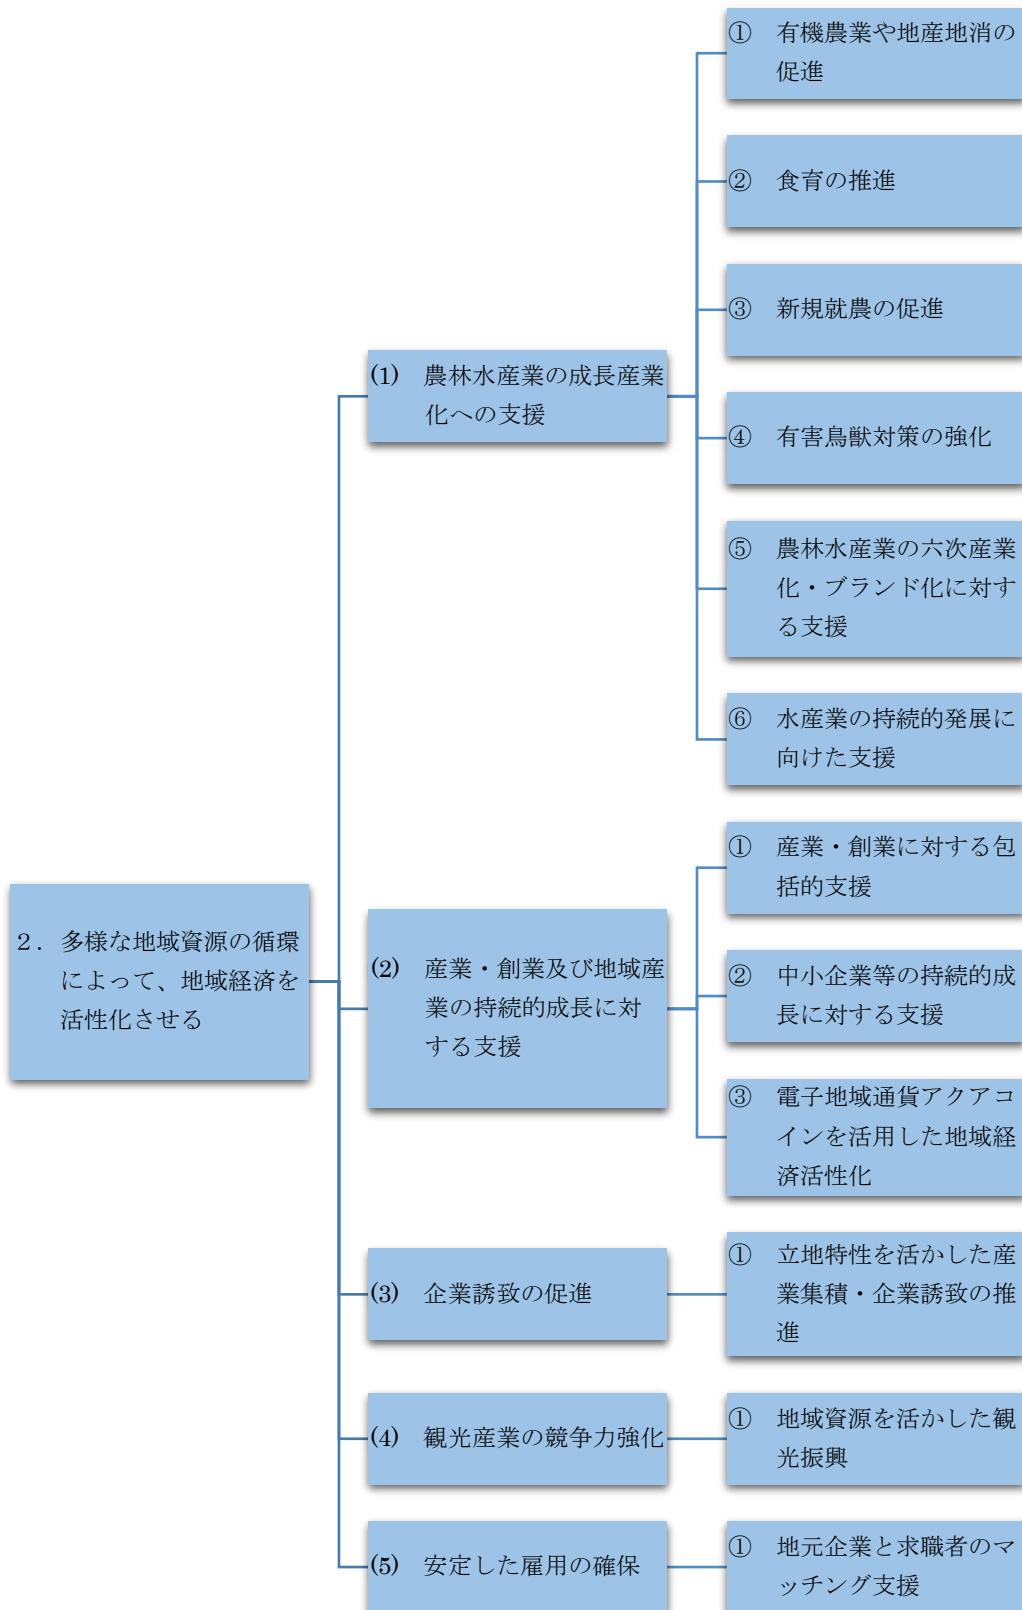 ２．多様な地域資源の循環
によって、地域経済を
活性化させる
(1) 農林水産業の成長産業
化への支援
① 有機農業や地産地消の
促進
② 食育の推進
③ 新規就農の促進
④ 有害鳥獣対策の強化
⑤ 農林水産業の六次産業
化・ブランド化に対す
る支援
⑥ 水産業の持続的発展に
向けた支援
(2) 産業・創業及び地域産
業の持続的成長に対
する支援
① 産業・創業に対する包
括的支援
② 中小企業等の持続的成
長に対する支援
③ 電子地域通貨アクアコ
インを活用した地域経
済活性化
(3) 企業誘致の促進
① 立地特性を活かした産
業集積・企業誘致の推
進
(4) 観光産業の競争力強化
① 地域資源を活かした観
光振興
(5) 安定した雇用の確保
① 地元企業と求職者のマ
ッチング支援